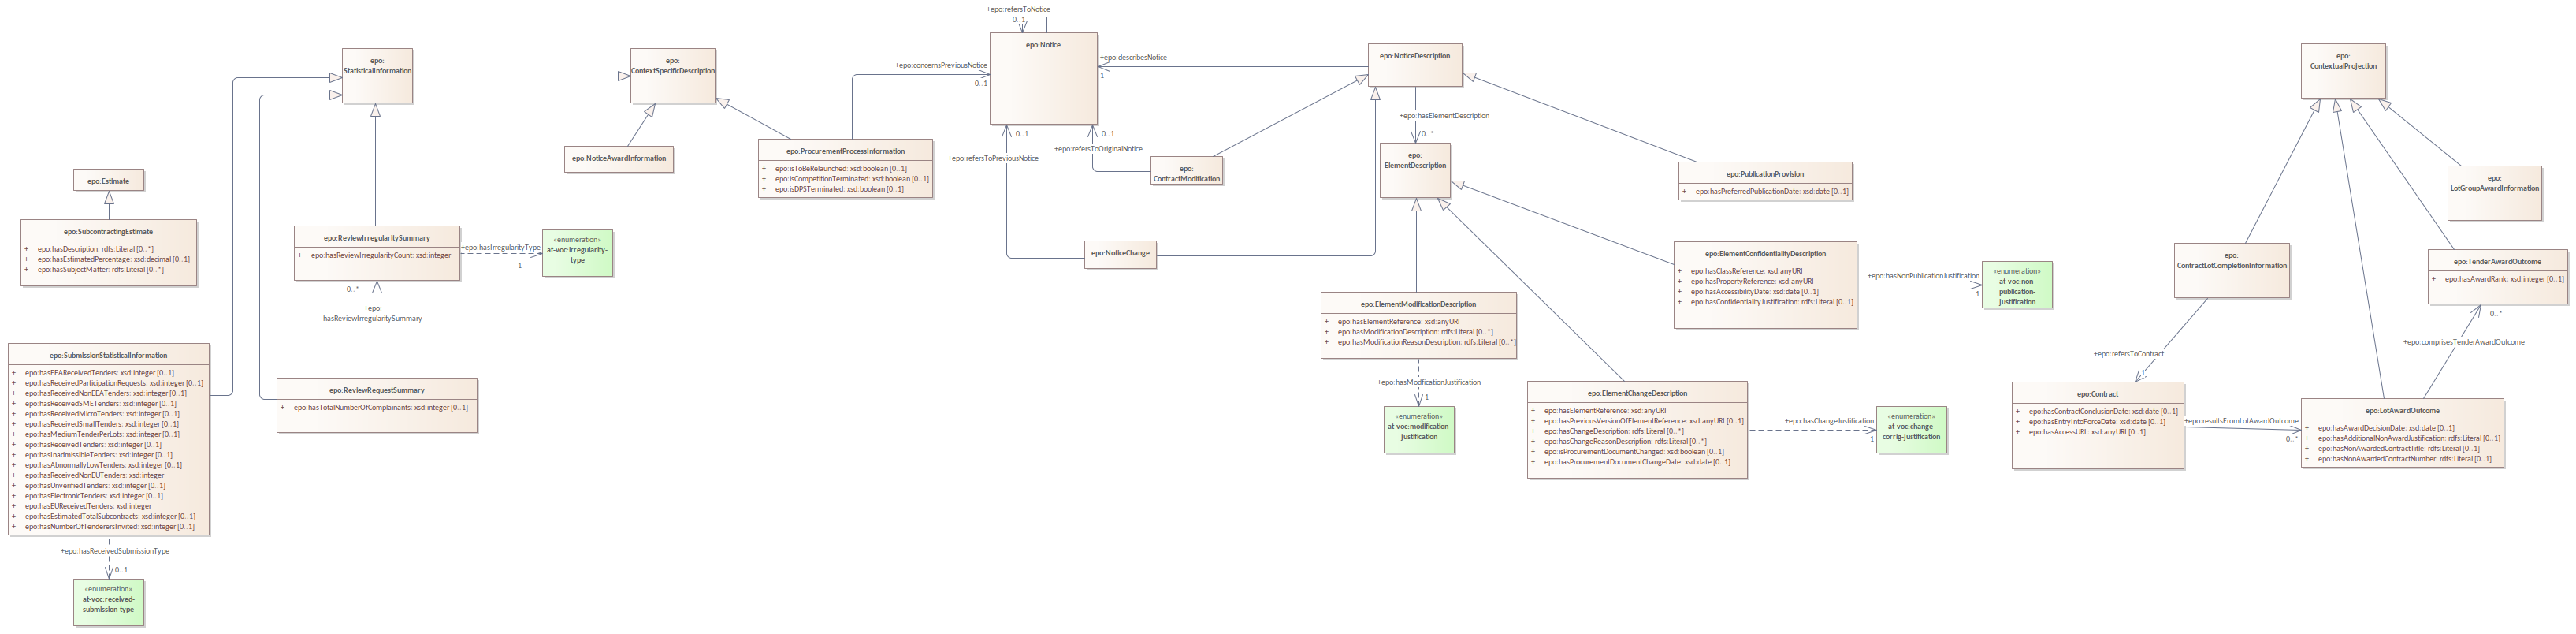 epo:Estimate
epo:SubcontractingEstimate
+ epo:hasDescription: rdfs:Literal [0..*]
+ epo:hasEstimatedPercentage: xsd:decimal [0..1]
+ epo:hasSubjectMatter: rdfs:Literal [0..*]
epo:SubmissionStatisticalInformation
+ epo:hasEEAReceivedTenders: xsd:integer [0..1]
+ epo:hasReceivedParticipationRequests: xsd:integer [0..1]
+ epo:hasReceivedNonEEATenders: xsd:integer [0..1]
+ epo:hasReceivedSMETenders: xsd:integer [0..1]
+ epo:hasReceivedMicroTenders: xsd:integer [0..1]
+ epo:hasReceivedSmallTenders: xsd:integer [0..1]
+ epo:hasMediumTenderPerLots: xsd:integer [0..1]
+ epo:hasReceivedTenders: xsd:integer [0..1]
+ epo:hasInadmissibleTenders: xsd:integer [0..1]
+ epo:hasAbnormallyLowTenders: xsd:integer [0..1]
+ epo:hasReceivedNonEUTenders: xsd:integer
+ epo:hasUnverifiedTenders: xsd:integer [0..1]
+ epo:hasElectronicTenders: xsd:integer [0..1]
+ epo:hasEUReceivedTenders: xsd:integer
+ epo:hasEstimatedTotalSubcontracts: xsd:integer [0..1]
+ epo:hasNumberOfTenderersInvited: xsd:integer [0..1]
+epo:hasReceivedSubmissionType
0..1
«enumeration»
at-voc:received-
submission-type
epo:
StatisticalInformation
epo:ReviewIrregularitySummary
+ epo:hasReviewIrregularityCount: xsd:integer
+epo:hasIrregularityType
1
«enumeration»
at-voc:irregularity-
type
0..*
+epo:
hasReviewIrregularitySummary
epo:ReviewRequestSummary
+ epo:hasTotalNumberOfComplainants: xsd:integer [0..1]
epo:
ContextSpecificDescription
epo:NoticeAwardInformation
epo:ProcurementProcessInformation
+ epo:isToBeRelaunched: xsd:boolean [0..1]
+ epo:isCompetitionTerminated: xsd:boolean [0..1]
+ epo:isDPSTerminated: xsd:boolean [0..1]
+epo:concernsPreviousNotice
0..1
+epo:refersToNotice
0..1
epo:Notice
+epo:describesNotice
1
0..1
+epo:refersToPreviousNotice
0..1
+epo:refersToOriginalNotice
epo:
ContractModification
epo:NoticeChange
epo:NoticeDescription
+epo:hasElementDescription
0..*
epo:
ElementDescription
epo:PublicationProvision
+ epo:hasPreferredPublicationDate: xsd:date [0..1]
epo:ElementConfidentialityDescription
+ epo:hasClassReference: xsd:anyURI
+ epo:hasPropertyReference: xsd:anyURI
+ epo:hasAccessibilityDate: xsd:date [0..1]
+ epo:hasConfidentialityJustification: rdfs:Literal [0..1]
+epo:hasNonPublicationJustification
1
«enumeration»
at-voc:non-
publication-
justification
epo:ElementModificationDescription
+ epo:hasElementReference: xsd:anyURI
+ epo:hasModificationDescription: rdfs:Literal [0..*]
+ epo:hasModificationReasonDescription: rdfs:Literal [0..*]
+epo:hasModficationJustification
1
«enumeration»
at-voc:modification-
justification
epo:ElementChangeDescription
+ epo:hasElementReference: xsd:anyURI
+ epo:hasPreviousVersionOfElementReference: xsd:anyURI [0..1]
+ epo:hasChangeDescription: rdfs:Literal [0..*]
+ epo:hasChangeReasonDescription: rdfs:Literal [0..*]
+ epo:isProcurementDocumentChanged: xsd:boolean [0..1]
+ epo:hasProcurementDocumentChangeDate: xsd:date [0..1]
+epo:hasChangeJustification
1
«enumeration»
at-voc:change-
corrig-justification
epo:
ContextualProjection
epo:
LotGroupAwardInformation
epo:
ContractLotCompletionInformation
epo:TenderAwardOutcome
+ epo:hasAwardRank: xsd:integer [0..1]
0..*
+epo:comprisesTenderAwardOutcome
+epo:refersToContract
1
epo:Contract
+ epo:hasContractConclusionDate: xsd:date [0..1]
+ epo:hasEntryIntoForceDate: xsd:date [0..1]
+ epo:hasAccessURL: xsd:anyURI [0..1]
+epo:resultsFromLotAwardOutcome
0..*
epo:LotAwardOutcome
+ epo:hasAwardDecisionDate: xsd:date [0..1]
+ epo:hasAdditionalNonAwardJustification: rdfs:Literal [0..1]
+ epo:hasNonAwardedContractTitle: rdfs:Literal [0..1]
+ epo:hasNonAwardedContractNumber: rdfs:Literal [0..1]